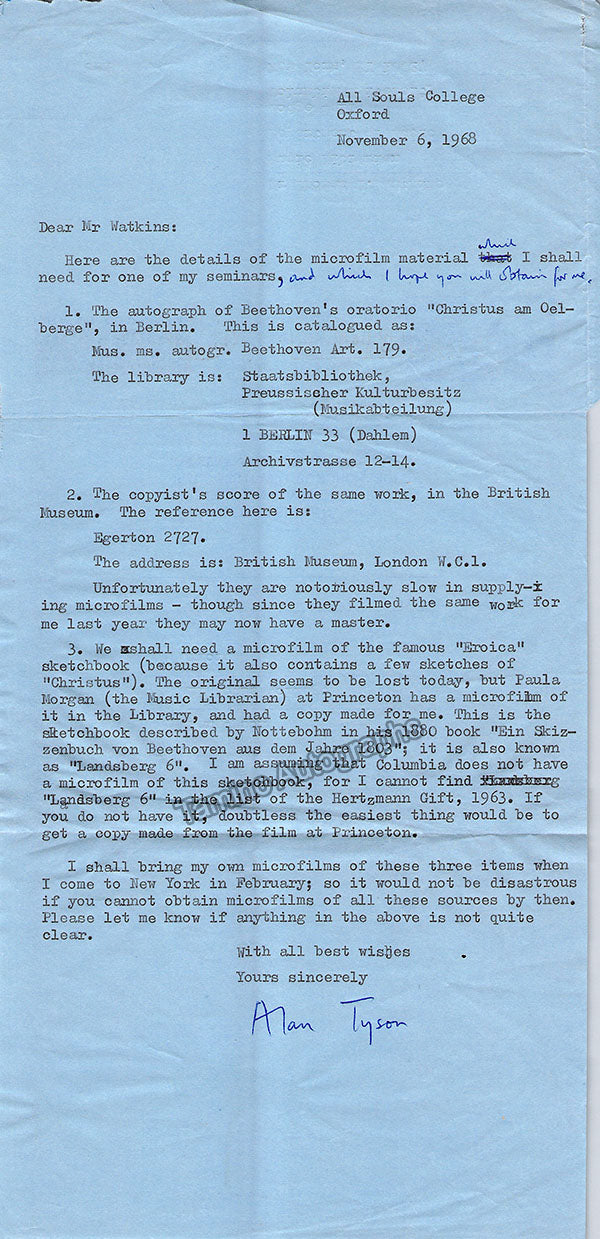 All Souls College
Oxford
November 6, 1968
Dear Mr Watkins:
Here are the details of the microfilm material that which I shall
need for one of my seminars, and which I hope you will obtain for me.
1. The autograph of Beethoven's oratorio "Christus am Oel-
berge", in Berlin. This is catalogued as:
Mus. ms. autogr. Beethoven Art. 179.
The library is: Staatsbibliothek,
Preussischer Kulturbesitz
(Musikabteilung)
1 BERLIN 33 (Dahlem)
Archivstrasse 12-14.
2. The copyist's score of the same work, in the British
Museum. The reference here is:
Egerton 2727.
The address is: British Museum, London W.C.1.
Unfortunately they are notoriously slow in supply-
ing microfilms - though since they filmed the same work for
me last year they may now have a master.
3. We shall need a microfilm of the famous "Eroica"
sketchbook (because it also contains a few sketches of
"Christus"). The original seems to be lost today, but Paula
Morgan (the Music Librarian) at Princeton has a microfilm of
it in the Library, and had a copy made for me. This is the
sketchbook described by Nottebohm in his 1880 book "Ein Skiz-
zenbuch von Beethoven aus dem Jahre 1803"; it is also known
as "Landsberg 6". I am assuming that Columbia does not have
a microfilm of this sketchbook, for I cannot find
"Landsberg 6" in the list of the Hertzmann Gift, 1963. If
you do not have it, doubtless the easiest thing would be to
get a copy made from the film at Princeton.
I shall bring my own microfilms of these three items when
I come to New York in February; so it would not be disastrous
if you cannot obtain microfilms of all these sources by then.
Please let me know if anything in the above is not quite
clear.
With all best wishes
Yours sincerely
Alan Tyson
Tamino Autographs